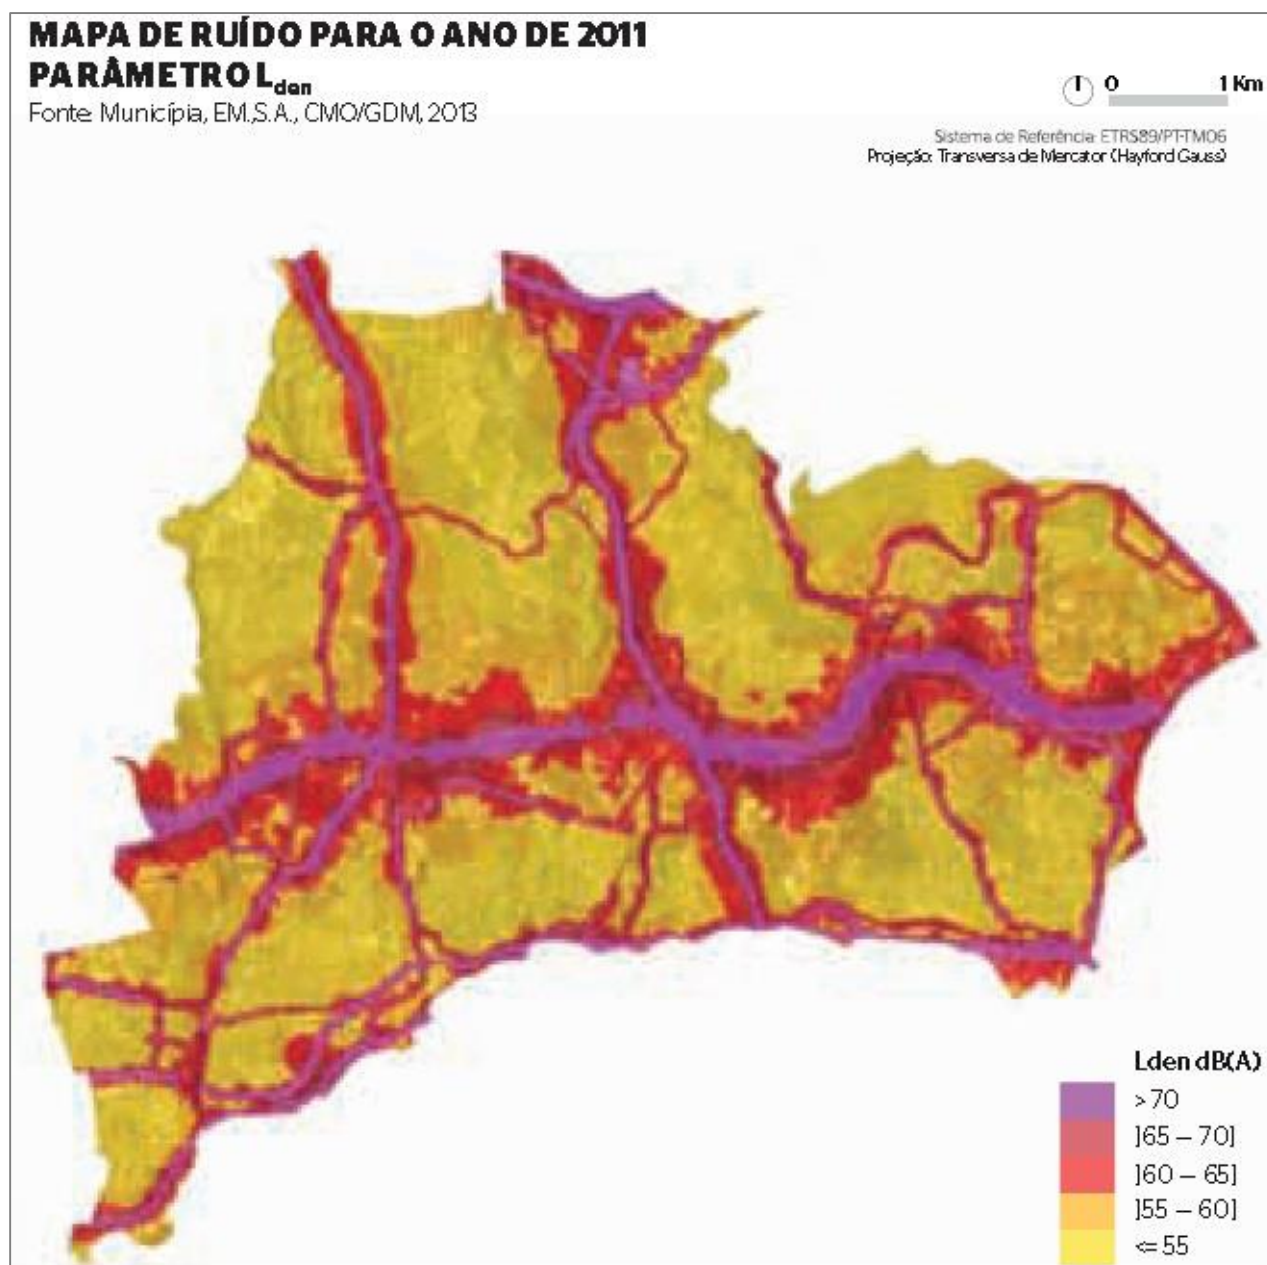 MAPA DE RUÍDO PARA O ANO DE 2011
PARÂMETRO Lden
Fonte: Municípia, EM.,S.A., CMO/GDM, 2013
0 1 Km
Sistema de Referência: ETRS89/PT-TM06
Projeção: Transversa de Mercator (Hayford Gauss)
Lden dB(A)
> 70
]65 – 70]
]60 – 65]
]55 – 60]
<= 55